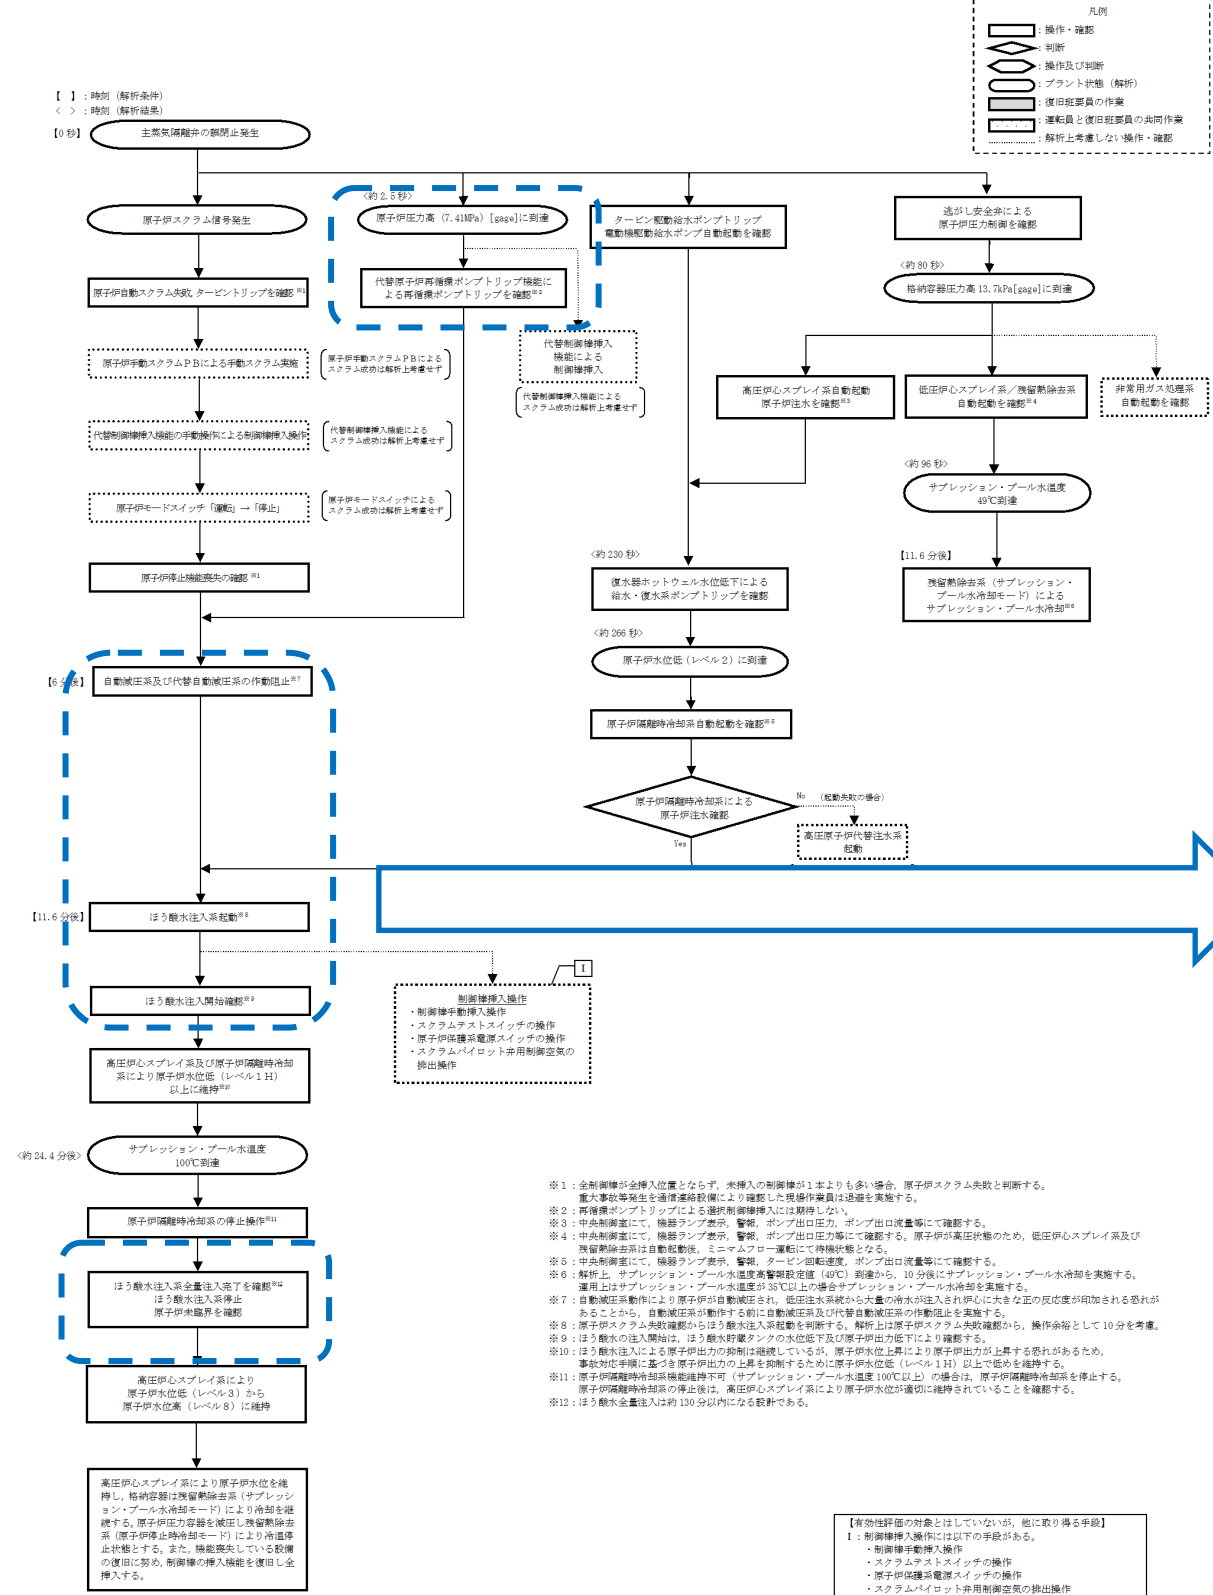 凡例
：操作・確認
：判断
：操作及び判断
：プラント状態（解析）
：復旧班要員の作業
：運転員と復旧班要員の共同作業
：解析上考慮しない操作・確認
【　】：時刻（解析条件）
＜　＞：時刻（解析結果）
【0秒】
主蒸気隔離弁の誤閉止発生
原子炉スクラム信号発生
原子炉自動スクラム失敗，タービントリップを確認 ※1
原子炉手動スクラムＰＢによる手動スクラム実施
原子炉手動スクラムＰＢによる
スクラム成功は解析上考慮せず
代替制御棒挿入機能の手動操作による制御棒挿入操作
代替制御棒挿入機能による
スクラム成功は解析上考慮せず
原子炉モードスイッチ「運転」→「停止」
原子炉モードスイッチによる
スクラム成功は解析上考慮せず
原子炉停止機能喪失の確認 ※1
＜約2.5秒＞
原子炉圧力高（7.41MPa）[gage]に到達
代替原子炉再循環ポンプトリップ機能に
よる再循環ポンプトリップを確認※2
代替制御棒挿入
機能による
制御棒挿入
代替制御棒挿入機能による
スクラム成功は解析上考慮せず
タービン駆動給水ポンプトリップ
電動機駆動給水ポンプ自動起動を確認
逃がし安全弁による
原子炉圧力制御を確認
＜約80秒＞
格納容器圧力高13.7kPa[gage]に到達
高圧炉心スプレイ系自動起動
原子炉注水を確認※3
低圧炉心スプレイ系／残留熱除去系
自動起動を確認※4
非常用ガス処理系
自動起動を確認
＜約96秒＞
サプレッション・プール水温度
49℃到達
【11.6分後】
残留熱除去系（サプレッション・
プール水冷却モード）による
サプレッション・プール水冷却※6
＜約230秒＞
復水器ホットウェル水位低下による
給水・復水系ポンプトリップを確認
＜約266秒＞
原子炉水位低（レベル２）に到達
原子炉隔離時冷却系自動起動を確認※5
原子炉隔離時冷却系による
原子炉注水確認
No　（起動失敗の場合）
Yes
高圧原子炉代替注水系
起動
【6分後】
自動減圧系及び代替自動減圧系の作動阻止※7
【11.6分後】
ほう酸水注入系起動※8
ほう酸水注入開始確認※9
Ⅰ
制御棒挿入操作
・制御棒手動挿入操作
・スクラムテストスイッチの操作
・原子炉保護系電源スイッチの操作
・スクラムパイロット弁用制御空気の
排出操作
高圧炉心スプレイ系及び原子炉隔離時冷却
系により原子炉水位低（レベル１Ｈ）
以上に維持※10
＜約24.4分後＞
サプレッション・プール水温度
100℃到達
原子炉隔離時冷却系の停止操作※11
ほう酸水注入系全量注入完了を確認※12
ほう酸水注入系停止
原子炉未臨界を確認
高圧炉心スプレイ系により
原子炉水位低（レベル３）から
原子炉水位高（レベル８）に維持
高圧炉心スプレイ系により原子炉水位を維
持し，格納容器は残留熱除去系（サプレッシ
ョン・プール水冷却モード）により冷却を継
続する。原子炉圧力容器を減圧し残留熱除去
系（原子炉停止時冷却モード）により冷温停
止状態とする。また，機能喪失している設備
の復旧に努め，制御棒の挿入機能を復旧し全
挿入する。
※１：全制御棒が全挿入位置とならず，未挿入の制御棒が１本よりも多い場合，原子炉スクラム失敗と判断する。
重大事故等発生を通信連絡設備により確認した現場作業員は退避を実施する。
※２：再循環ポンプトリップによる選択制御棒挿入には期待しない。
※３：中央制御室にて，機器ランプ表示，警報，ポンプ出口圧力，ポンプ出口流量等にて確認する。
※４：中央制御室にて，機器ランプ表示，警報，ポンプ出口圧力等にて確認する。原子炉が高圧状態のため，低圧炉心スプレイ系及び
残留熱除去系は自動起動後，ミニマムフロー運転にて待機状態となる。
※５：中央制御室にて，機器ランプ表示，警報，タービン回転速度，ポンプ出口流量等にて確認する。
※６：解析上，サプレッション・プール水温度高警報設定値（49℃）到達から，10分後にサプレッション・プール水冷却を実施する。
運用上はサプレッション・プール水温度が35℃以上の場合サプレッション・プール水冷却を実施する。
※７：自動減圧系動作により原子炉が自動減圧され，低圧注水系統から大量の冷水が注入され炉心に大きな正の反応度が印加される恐れが
あることから，自動減圧系が動作する前に自動減圧系及び代替自動減圧系の作動阻止を実施する。
※８：原子炉スクラム失敗確認からほう酸水注入系起動を判断する。解析上は原子炉スクラム失敗確認から，操作余裕として10分を考慮。
※９：ほう酸水の注入開始は，ほう酸水貯蔵タンクの水位低下及び原子炉出力低下により確認する。
※10：ほう酸水注入による原子炉出力の抑制は継続しているが，原子炉水位上昇により原子炉出力が上昇する恐れがあるため，
事故対応手順に基づき原子炉出力の上昇を抑制するために原子炉水位低（レベル１Ｈ）以上で低めを維持する。
※11：原子炉隔離時冷却系機能維持不可（サプレッション・プール水温度100℃以上）の場合は，原子炉隔離時冷却系を停止する。
原子炉隔離時冷却系の停止後は，高圧炉心スプレイ系により原子炉水位が適切に維持されていることを確認する。
※12：ほう酸水全量注入は約130分以内になる設計である。
【有効性評価の対象とはしていないが，他に取り得る手段】
Ⅰ：制御棒挿入操作には以下の手段がある。
・制御棒手動挿入操作
・スクラムテストスイッチの操作
・原子炉保護系電源スイッチの操作
・スクラムパイロット弁用制御空気の排出操作